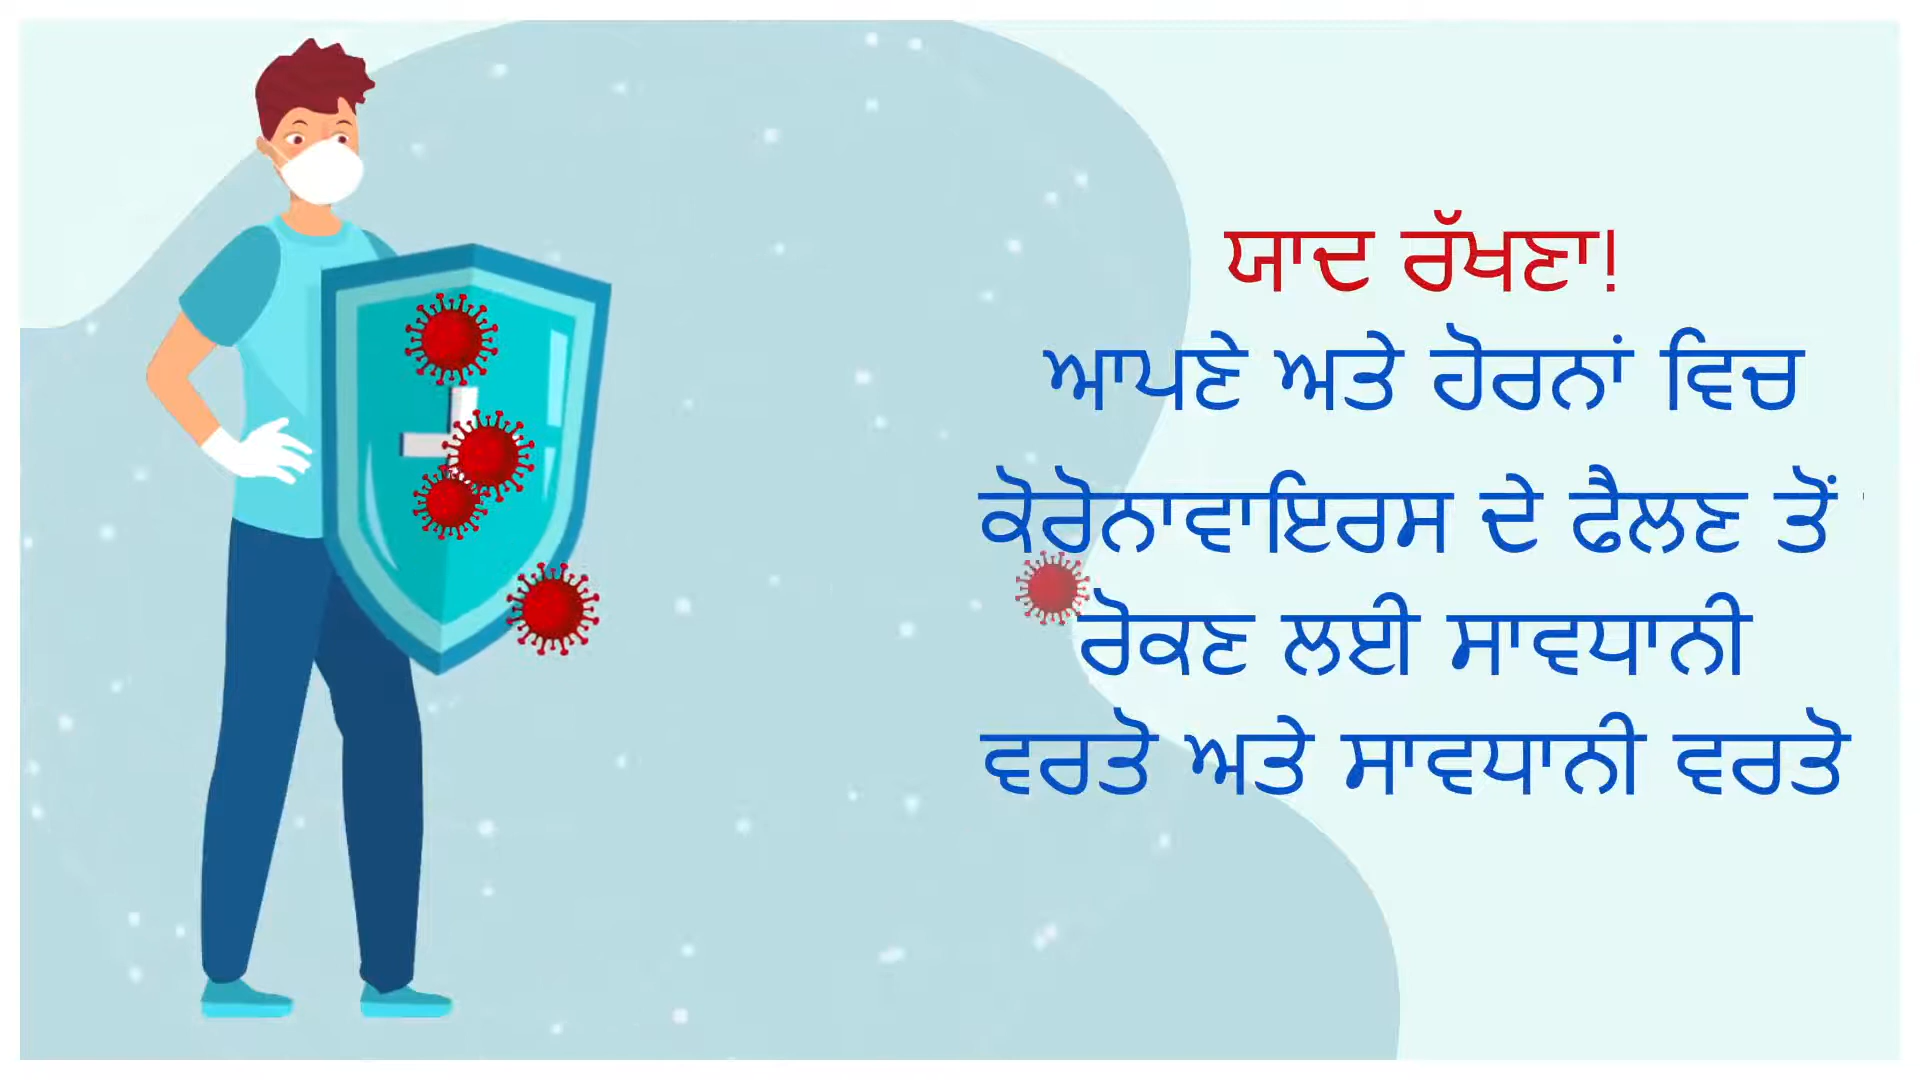 ਯਾਦ ਰੱਖਣਾ!
ਆਪਣੇ ਅਤੇ ਹੋਰਨਾਂ ਵਿਚ
ਕੋਰੋਨਾਵਾਇਰਸ ਦੇ ਫੈਲਣ ਤੋਂ
ਰੋਕਣ ਲਈ ਸਾਵਧਾਨੀ
ਵਰਤੋ ਅਤੇ ਸਾਵਧਾਨੀ ਵਰਤੋ